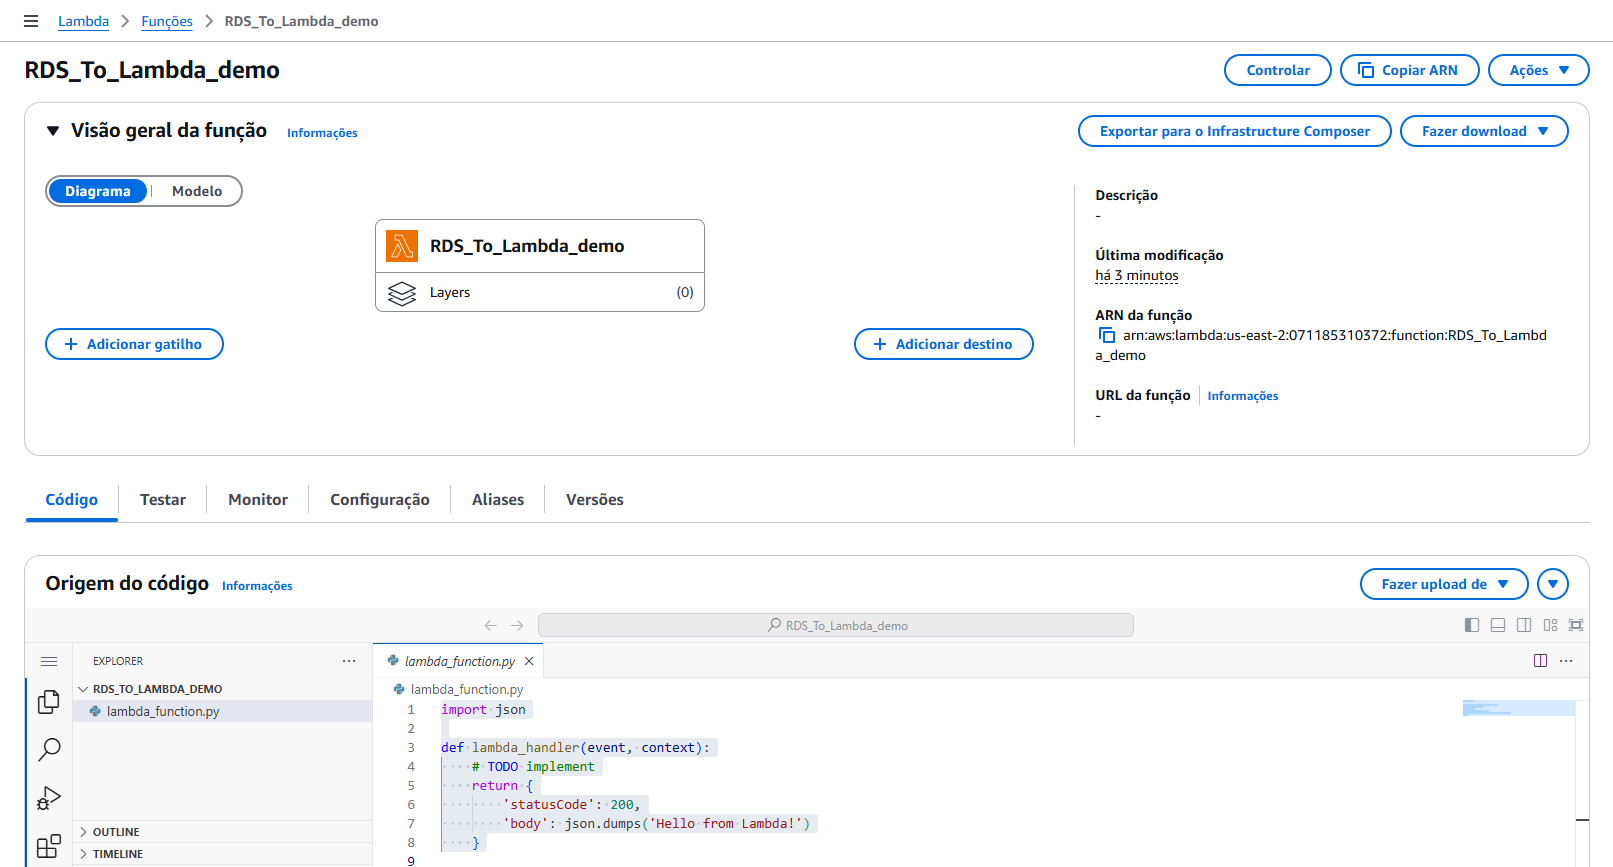 Lambda > Funções > RDS_To_Lambda_demo
RDS_To_Lambda_demo
Controlar
Copiar ARN
Ações
Visão geral da função
Informações
Exportar para o Infrastructure Composer
Fazer download
Diagrama
Modelo
RDS_To_Lambda_demo
Layers
(0)
Adicionar gatilho
Adicionar destino
Descrição
-
Última modificação
há 3 minutos
ARN da função
arn:aws:lambda:us-east-2:071185310372:function:RDS_To_Lambd
a_demo
URL da função
Informações
-
Código
Testar
Monitor
Configuração
Aliases
Versões
Origem do código
Informações
Fazer upload de
RDS_To_Lambda_demo
EXPLORER
RDS_TO_LAMBDA_DEMO
lambda_function.py
OUTLINE
TIMELINE
lambda_function.py
lambda_function.py
1 import json
2
3 def lambda_handler(event, context):
4 # TODO implement
5 return {
6 'statusCode': 200,
7 'body': json.dumps('Hello from Lambda!')
8 }
9